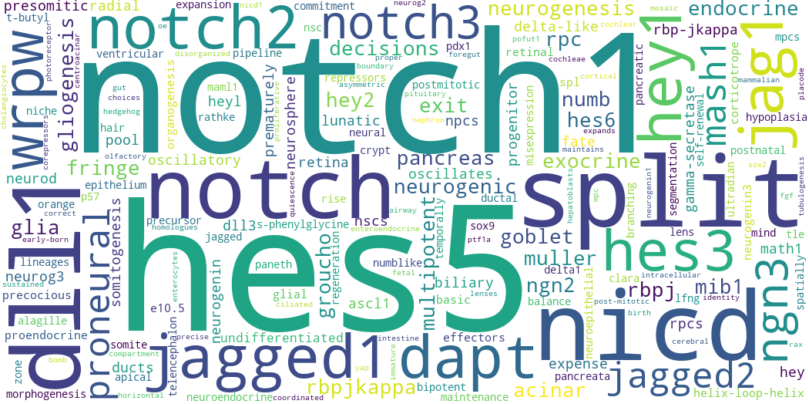 presomitic radial expansion nicd1 commitment neurog2 neurogenesis endocrine
t-butyl notch2 notch3 delta-like mosaic cochlear
ventricular pipeline decisions rpc pofut1 rbp-jkappa mpcs
wrpw gliogenesis notch1 hey1 jag1
photoreceptor centroacinar disorganized pdx1 cochleae retinal foregut
cholangiocytes niche gut maml1 repressors boundary proper spl cortical
choices heyl postmitotic asymmetric numb mash1
organogenesis prematurely neurosphere hey2 exit hes6 pancreatic
hedgehog rathke lunatic npcs pituitary progenitor misexpression expands
corepressors hair neural fate maintains nephron
pool olfactory crypt pancreas exocrine
fringe oscillatory retina oscillates
neurod epithelium notch neurogenic split
gamma-secretase self-renewal corticotrope mammalian placode hypoplasia postnatal
p57 quiescence ductal segmentation ultradian sox2
orange correct precursor rise hscs airway
glia early-born homologues dll3 s-phenylglycine sox9 goblet hes3
dll1 proneural somitogenesis hes5 jagged enteroendocrine
lineages paneth numblike ptf1a muller delta1
neurog3 neurogenin groucho regeneration multipotent temporally
sustained precocious glial fetal biliary lenses ngn2
alagille e10.5 ciliated ascl1 basic balance
enterocytes clara intracellular rbpj lfng mib1 identity
hepatoblasts mpc branching lens neurogenin1 neurogenin3 fgf tubulogenesis
mind tle math1 spatially
proendocrine somite undifferentiated effectors post-mitotic birth rpcs rax
zone bomb precise telencephalon intestine yap immature neuroepithelial nicd cerebral ngn3
compartment ducts jagged1 dapt expense jagged2 hey
apical rbpjkappa bipotent pancreata
morphogenesis horizontal neuroendocrine coordinated maintenance acinar helix-loop-helix